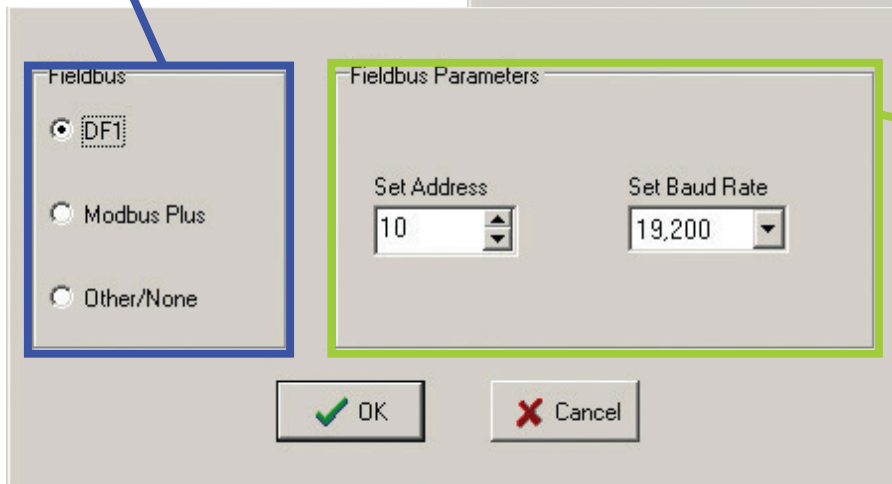 Fieldbus
DF1
Modbus Plus
Other/None
Fieldbus Parameters
Set Address
10
Set Baud Rate
19,200
OK
Cancel